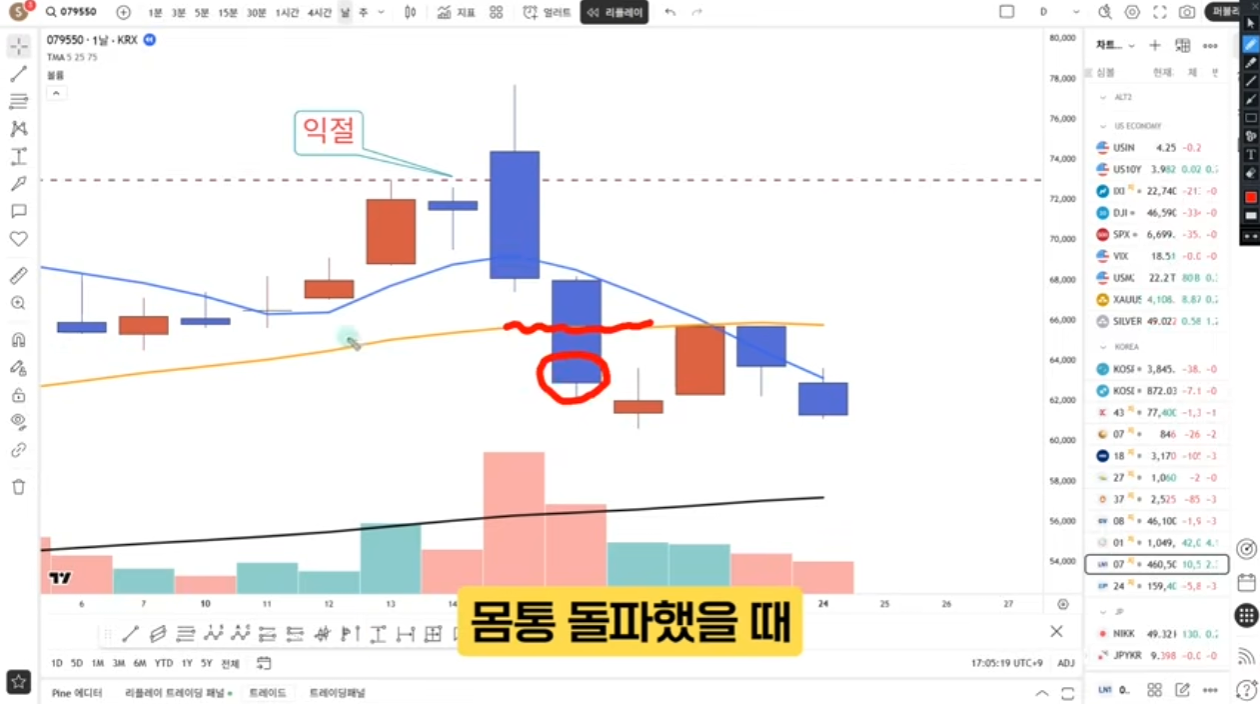 S
3
079550
1분 3분 5분 15분 30분 1시간 4시간 날 주
지표
얼러트
리플레이
D
퍼블리
079550 · 1날 · KRX
TMA 5 25 75
볼륨
익절
80,000
78,000
76,000
74,000
72,000
70,000
68,000
66,000
64,000
62,000
60,000
58,000
56,000
54,000
6 7 10 11 12 13 14 24 25 26 27
몸통 돌파했을 때
1D 5D 1M 3M 6M YTD 1Y 5Y 전체
17:05:19 UTC+9 ADJ
Pine 에디터 리플레이 트레이딩 패널 트레이드 트레이딩패널
차트...
심볼 현재. 체 변
ALT2
US ECONOMY
USIN 4.25 -0.2
US10Y 3.982 0.02 0.2
IXI 22,740
DJI 46,590
SPX 6,699. -35. -0
VIX 18.51 -0.0 -0
USM. 22.2T 80B 0.
XAUUS 4,108. 8.87 0.2
SILVER 49.022 0.58 1.
KOREA
KOSI 3,845. -38. -0
KOSI 872.03 -7.1 -0
43 77,400 -1, -1
07 846 -26 -2
18 3,170 -10 -3
27 1,060 -2 -0
37 2,525 -85 -3
08 46,100 -1,9 -3
01 1,049, 42,0 4.
07 460,50 10,5 2.
24 159,40 -5,8 -3
JP
NIKK 49.32 130. 0.2
JPYKR 9.398 -0.0 -0
LNI 0..